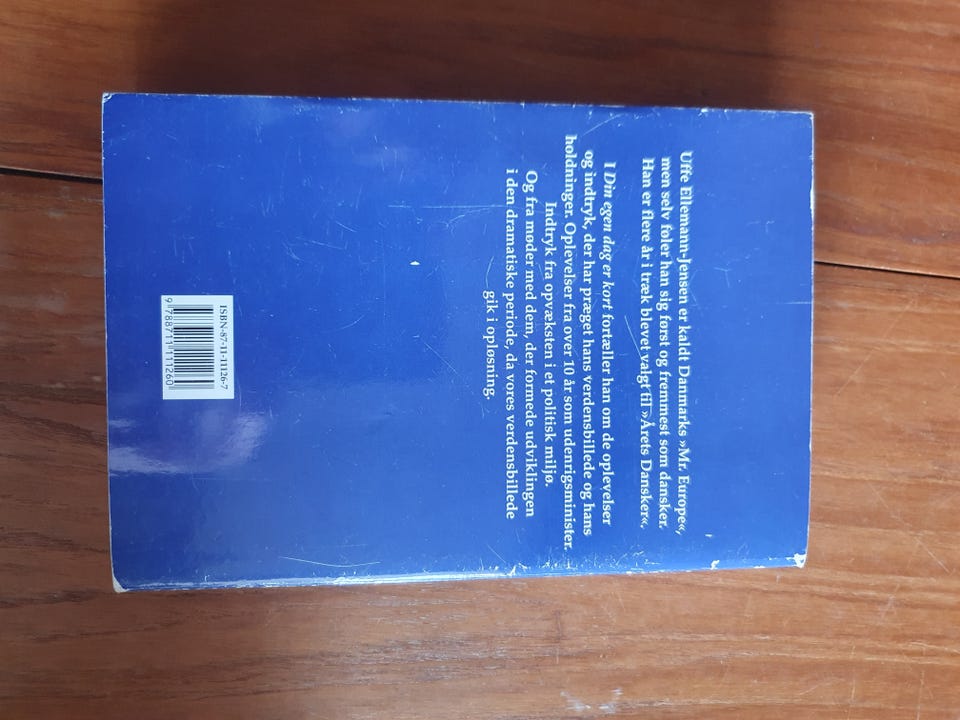 Uffe Ellemann-Jensen er kaldt Danmarks »Mr. Europe«,
men selv føler han sig først og fremmest som dansker.
Han er flere år i træk blevet valgt til »Årets Dansker«.
I Din egen dag er kort fortæller han om de oplevelser
og indtryk, der har præget hans verdensbillede og hans
holdninger. Oplevelser fra over 10 år som udenrigsminister.
Indtryk fra opvæksten i et politisk miljø.
Og fra møder med dem, der formede udviklingen
i den dramatiske periode, da vores verdensbillede
gik i opløsning.
ISBN-87-11-11126-7
9 788711 111260